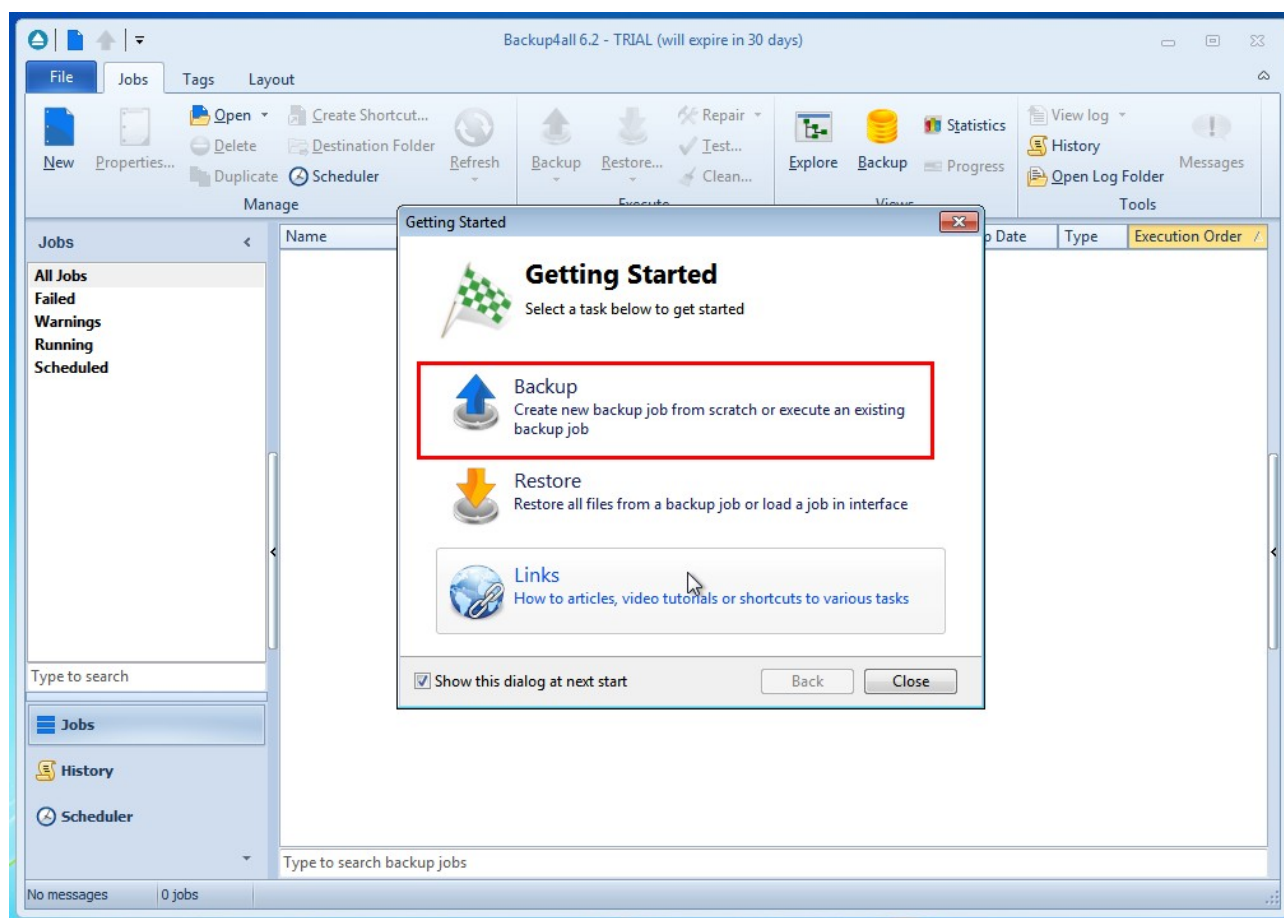 Backup4all 6.2 - TRIAL (will expire in 30 days)
File Jobs Tags Layout
New
Properties...
Open
Delete
Duplicate
Create Shortcut...
Destination Folder
Scheduler
Refresh
Manage
Backup
Restore...
Repair
Test...
Clean...
Execute
Explore
Backup
Statistics
Progress
Views
View log
History
Open Log Folder
Messages
Tools
Jobs
All Jobs
Failed
Warnings
Running
Scheduled
Type to search
Jobs
History
Scheduler
Name
Date Type Execution Order
Getting Started
Getting Started
Select a task below to get started
Backup
Create new backup job from scratch or execute an existing
backup job
Restore
Restore all files from a backup job or load a job in interface
Links
How to articles, video tutorials or shortcuts to various tasks
Show this dialog at next start
Back
Close
Type to search backup jobs
No messages 0 jobs